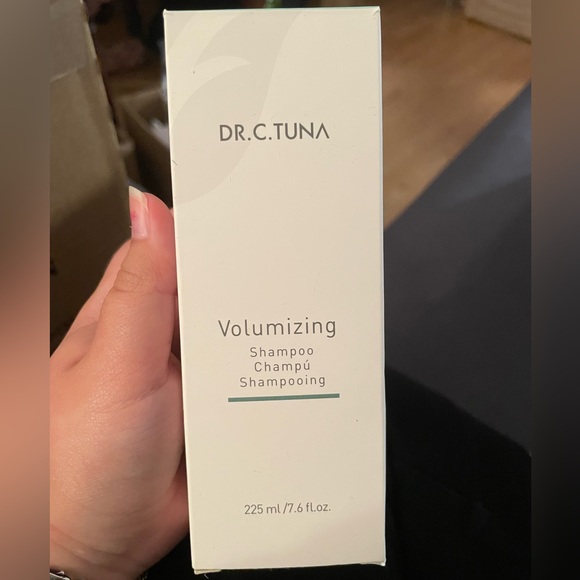 DR.C.TUNA
Volumizing
Shampoo
Champú
Shampooing
225 ml/7.6 fl.oz.